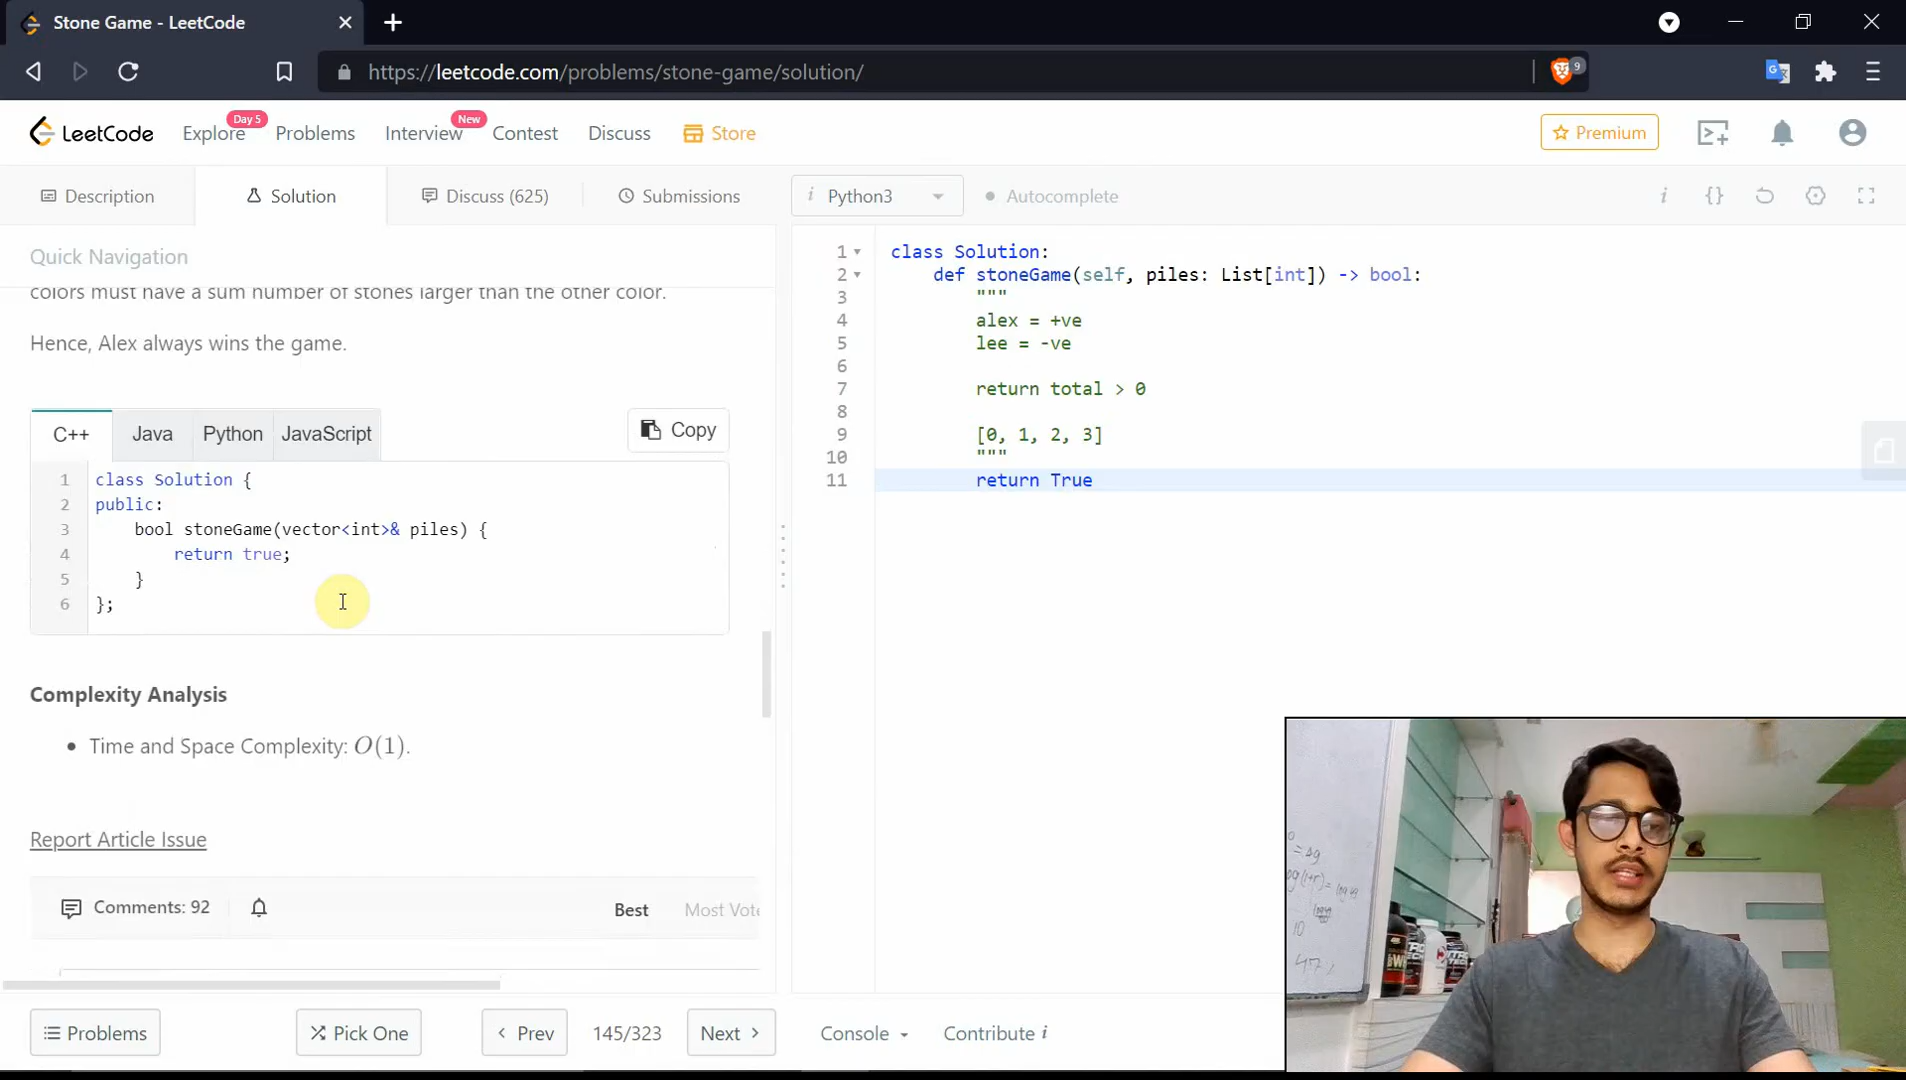 Stone Game - LeetCode
https://leetcode.com/problems/stone-game/solution/
9
LeetCode
Explore
Day 5
Problems
Interview
New
Contest
Discuss
Store
Premium
Description
Solution
Discuss (625)
Submissions
i Python3
Autocomplete
i
{}
Quick Navigation
colors must have a sum number of stones larger than the other color.
Hence, Alex always wins the game.
C++
Java
Python
JavaScript
Copy
1 class Solution {
2 public:
3 bool stoneGame(vector<int>& piles) {
4 return true;
5 }
6 };
Complexity Analysis
Time and Space Complexity: O(1).
Report Article Issue
Comments: 92
Best
Most Vote
Problems
Pick One
Prev
145/323
Next
1 class Solution:
2 def stoneGame(self, piles: List[int]) -> bool:
3 """
4 alex = +ve
5 lee = -ve
6
7 return total > 0
8
9 [0, 1, 2, 3]
10 """
11 return True
Console
Contribute i
10